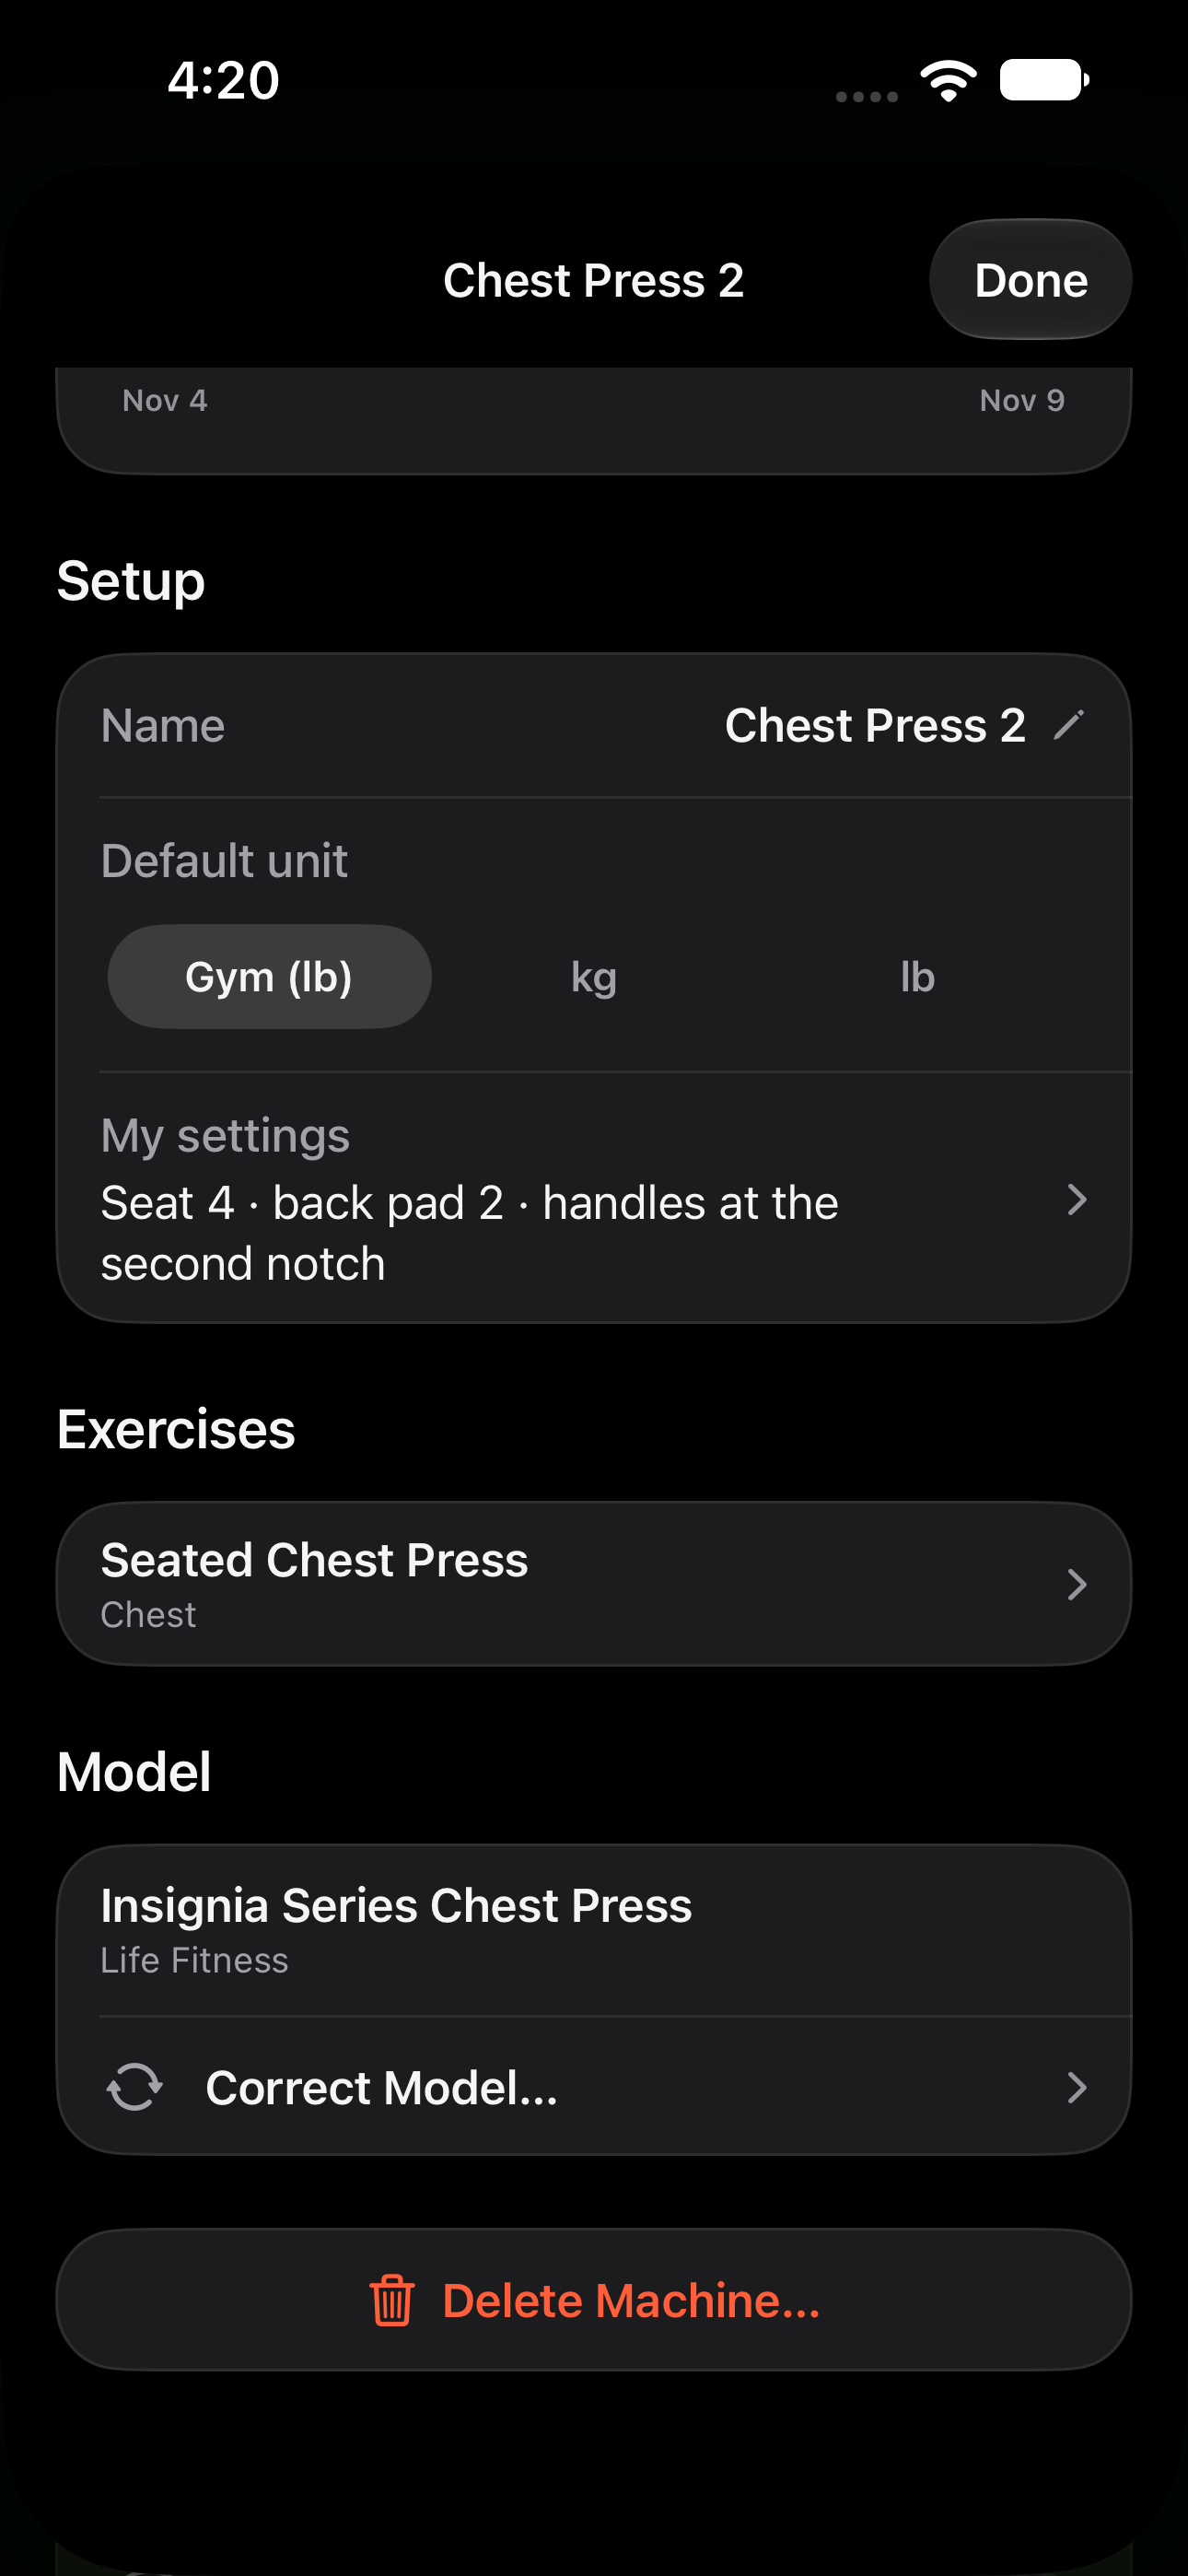 4:20
Chest Press 2
Done
Nov 4
Nov 9
Setup
Name
Chest Press 2
Default unit
Gym (lb)
kg
lb
My settings
Seat 4 · back pad 2 · handles at the
second notch
Exercises
Seated Chest Press
Chest
Model
Insignia Series Chest Press
Life Fitness
Correct Model...
Delete Machine...